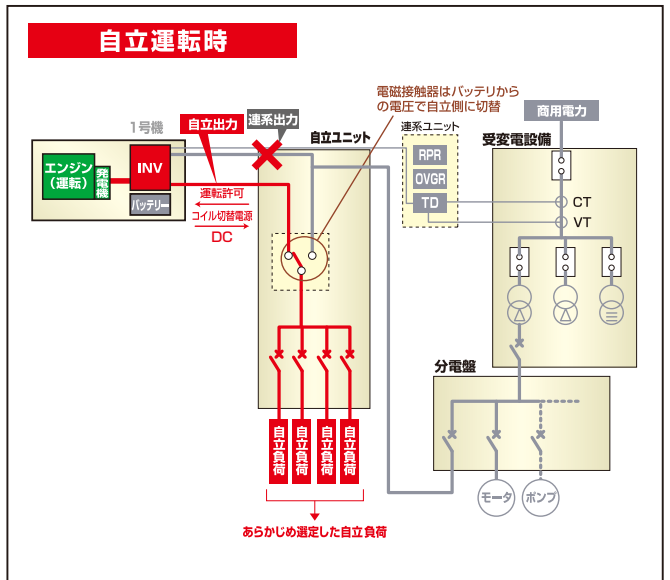 自立運転時
電磁接触器はバッテリから
の電圧で自立側に切替
商用電力
1号機
自立出力
連系出力
自立ユニット
連系ユニット
受変電設備
エンジン
(運転)
発電機
INV
バッテリー
運転許可
コイル切替電源
DC
RPR
OVGR
TD
CT
VT
分電盤
自立負荷
自立負荷
自立負荷
自立負荷
モータ
ポンプ
あらかじめ選定した自立負荷